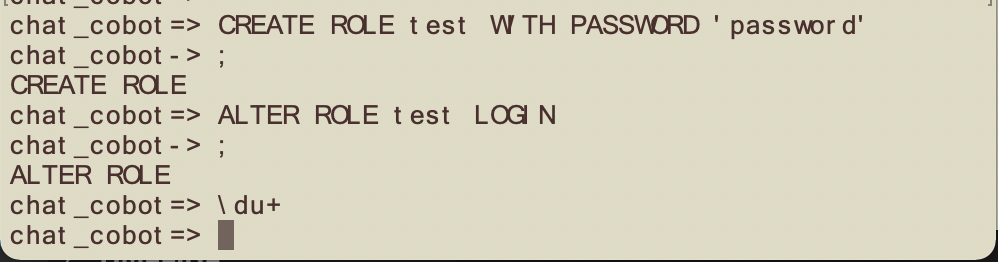 chat_cobot=> CREATE ROLE test WITH PASSWORD 'password'
chat_cobot-> ;
CREATE ROLE
chat_cobot=> ALTER ROLE test LOGIN
chat_cobot-> ;
ALTER ROLE
chat_cobot=> \du+
chat_cobot=>